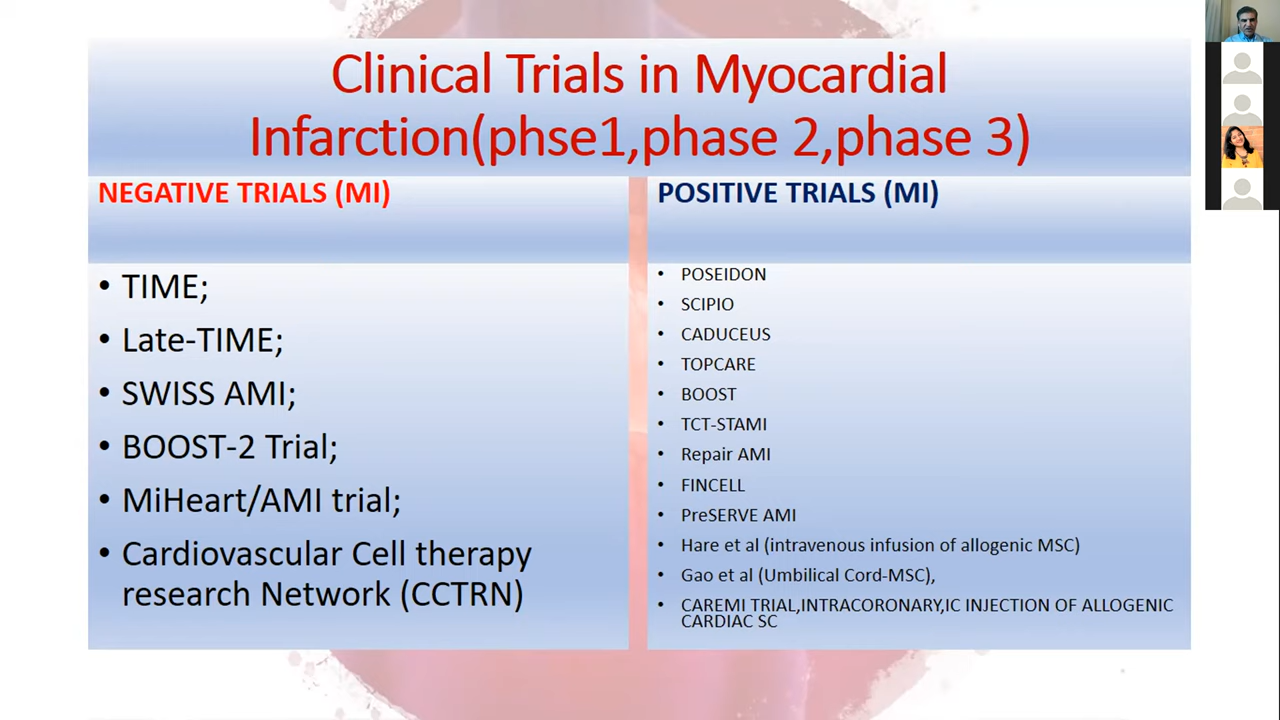 Clinical Trials in Myocardial
Infarction(phse1,phase 2,phase 3)
NEGATIVE TRIALS (MI)
• TIME;
• Late-TIME;
• SWISS AMI;
• BOOST-2 Trial;
• MiHeart/AMI trial;
• Cardiovascular Cell therapy
research Network (CCTRN)
POSITIVE TRIALS (MI)
• POSEIDON
• SCIPIO
• CADUCEUS
• TOPCARE
• BOOST
• TCT-STAMI
• Repair AMI
• FINCELL
• PreSERVE AMI
• Hare et al (intravenous infusion of allogenic MSC)
• Gao et al (Umbilical Cord-MSC),
• CAREMI TRIAL,INTRACORONARY,IC INJECTION OF ALLOGENIC
CARDIAC SC